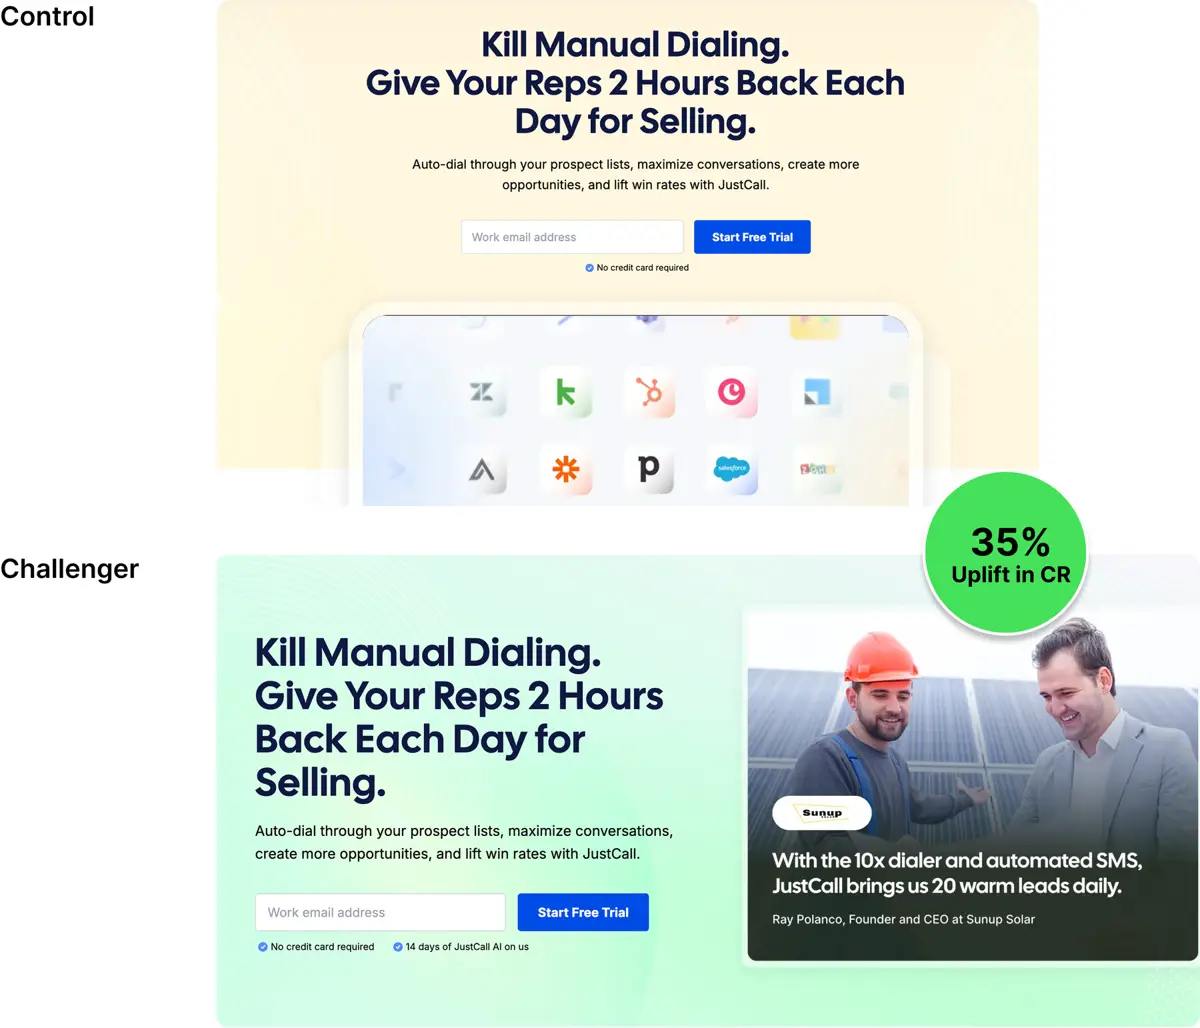 Control
Kill Manual Dialing.
Give Your Reps 2 Hours Back Each
Day for Selling.
Auto-dial through your prospect lists, maximize conversations, create more
opportunities, and lift win rates with JustCall.
Work email address
Start Free Trial
No credit card required
salesforce
ZOHO
35%
Uplift in CR
Challenger
Kill Manual Dialing.
Give Your Reps 2 Hours
Back Each Day for
Selling.
Auto-dial through your prospect lists, maximize conversations,
create more opportunities, and lift win rates with JustCall.
Work email address
Start Free Trial
No credit card required
14 days of JustCall AI on us
Sunup
With the 10x dialer and automated SMS,
JustCall brings us 20 warm leads daily.
Ray Polanco, Founder and CEO at Sunup Solar